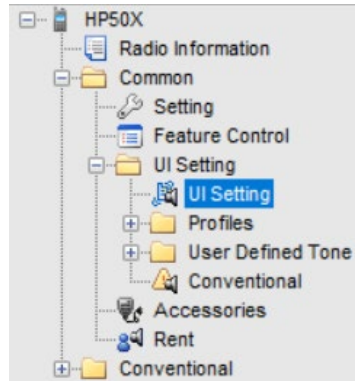 HP50X
Radio Information
Common
Setting
Feature Control
UI Setting
UI Setting
Profiles
User Defined Tone
Conventional
Accessories
Rent
Conventional